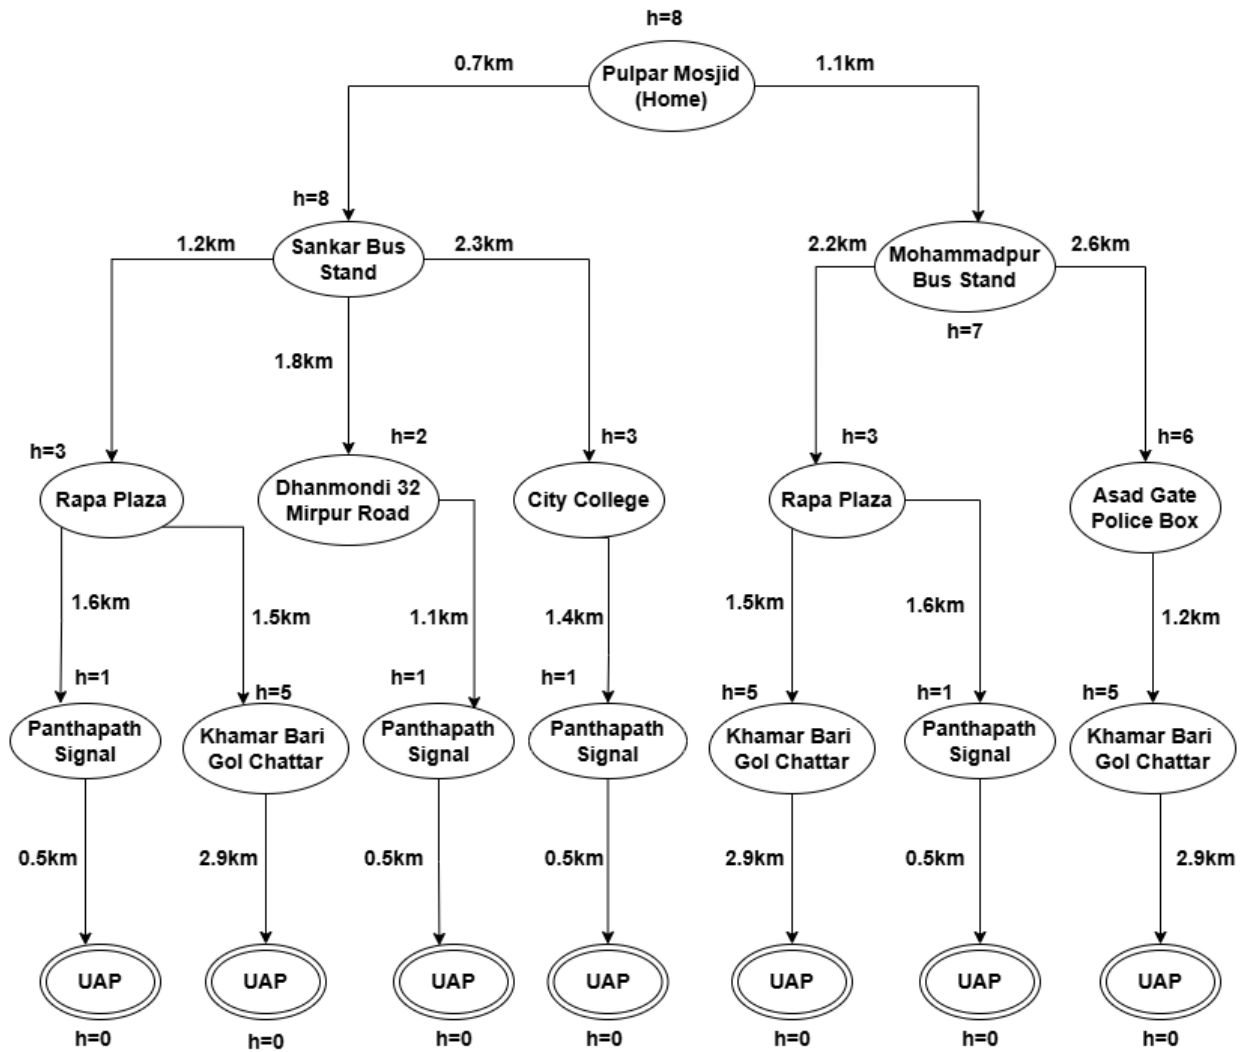 h=8
0.7km
Pulpar Mosjid
(Home)
1.1km
h=8
1.2km
Sankar Bus
Stand
2.3km
2.2km
Mohammadpur
Bus Stand
2.6km
h=7
1.8km
h=3
h=2
h=3
h=3
h=6
Rapa Plaza
Dhanmondi 32
Mirpur Road
City College
Rapa Plaza
Asad Gate
Police Box
1.6km
1.5km
1.1km
1.4km
1.5km
1.6km
1.2km
h=1
h=5
h=1
h=1
h=5
h=1
h=5
Panthapath
Signal
Khamar Bari
Gol Chattar
Panthapath
Signal
Panthapath
Signal
Khamar Bari
Gol Chattar
Panthapath
Signal
Khamar Bari
Gol Chattar
0.5km
2.9km
0.5km
0.5km
2.9km
0.5km
2.9km
UAP
UAP
UAP
UAP
UAP
UAP
UAP
h=0
h=0
h=0
h=0
h=0
h=0
h=0